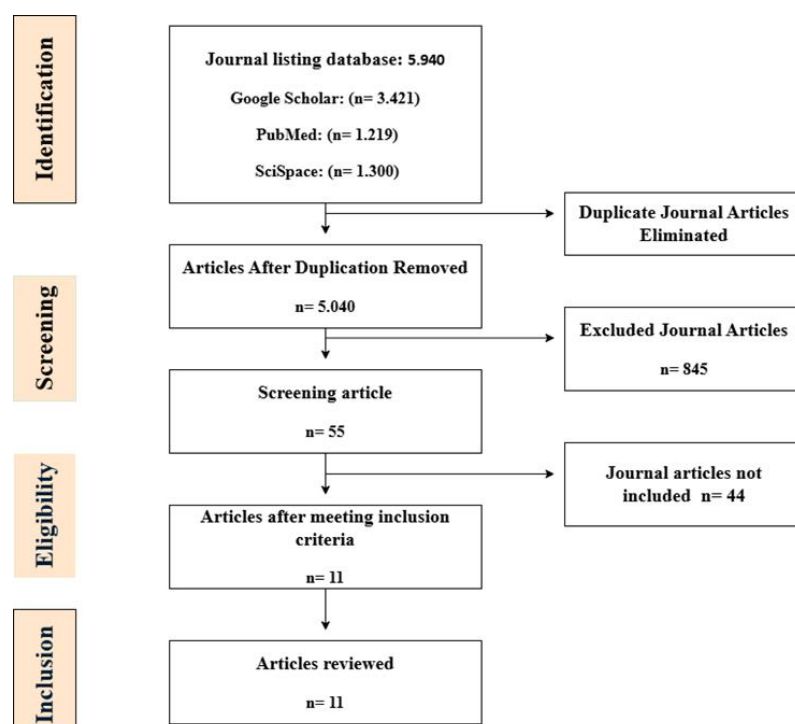 Identification
Journal listing database: 5.940
Google Scholar: (n= 3.421)
PubMed: (n= 1.219)
SciSpace: (n= 1.300)
Duplicate Journal Articles
Eliminated
Screening
Articles After Duplication Removed
n= 5.040
Excluded Journal Articles
n= 845
Screening article
n= 55
Eligibility
Journal articles not
included n= 44
Articles after meeting inclusion
criteria
n= 11
Inclusion
Articles reviewed
n= 11